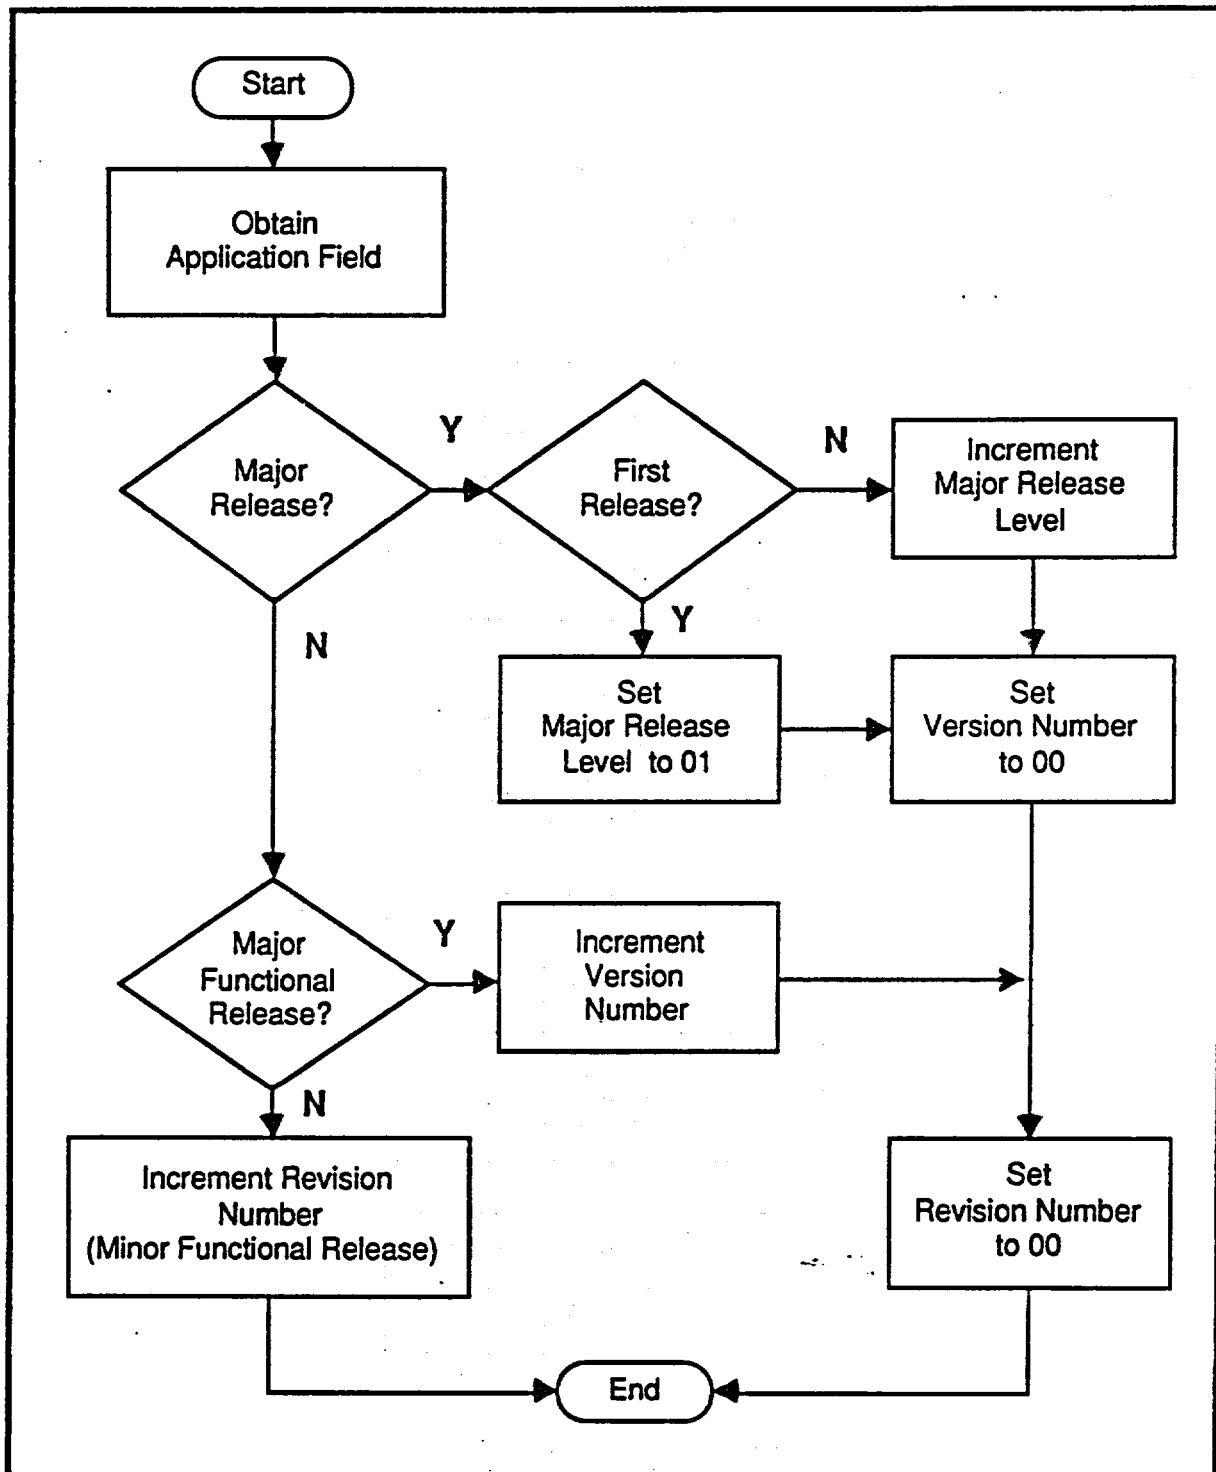 Start
Obtain
Application Field
Major
Release?
Y
First
Release?
N
Increment
Major Release
Level
N
Y
Set
Major Release
Level to 01
Set
Version Number
to 00
Major
Functional
Release?
Y
Increment
Version
Number
N
Increment Revision
Number
(Minor Functional Release)
Set
Revision Number
to 00
End